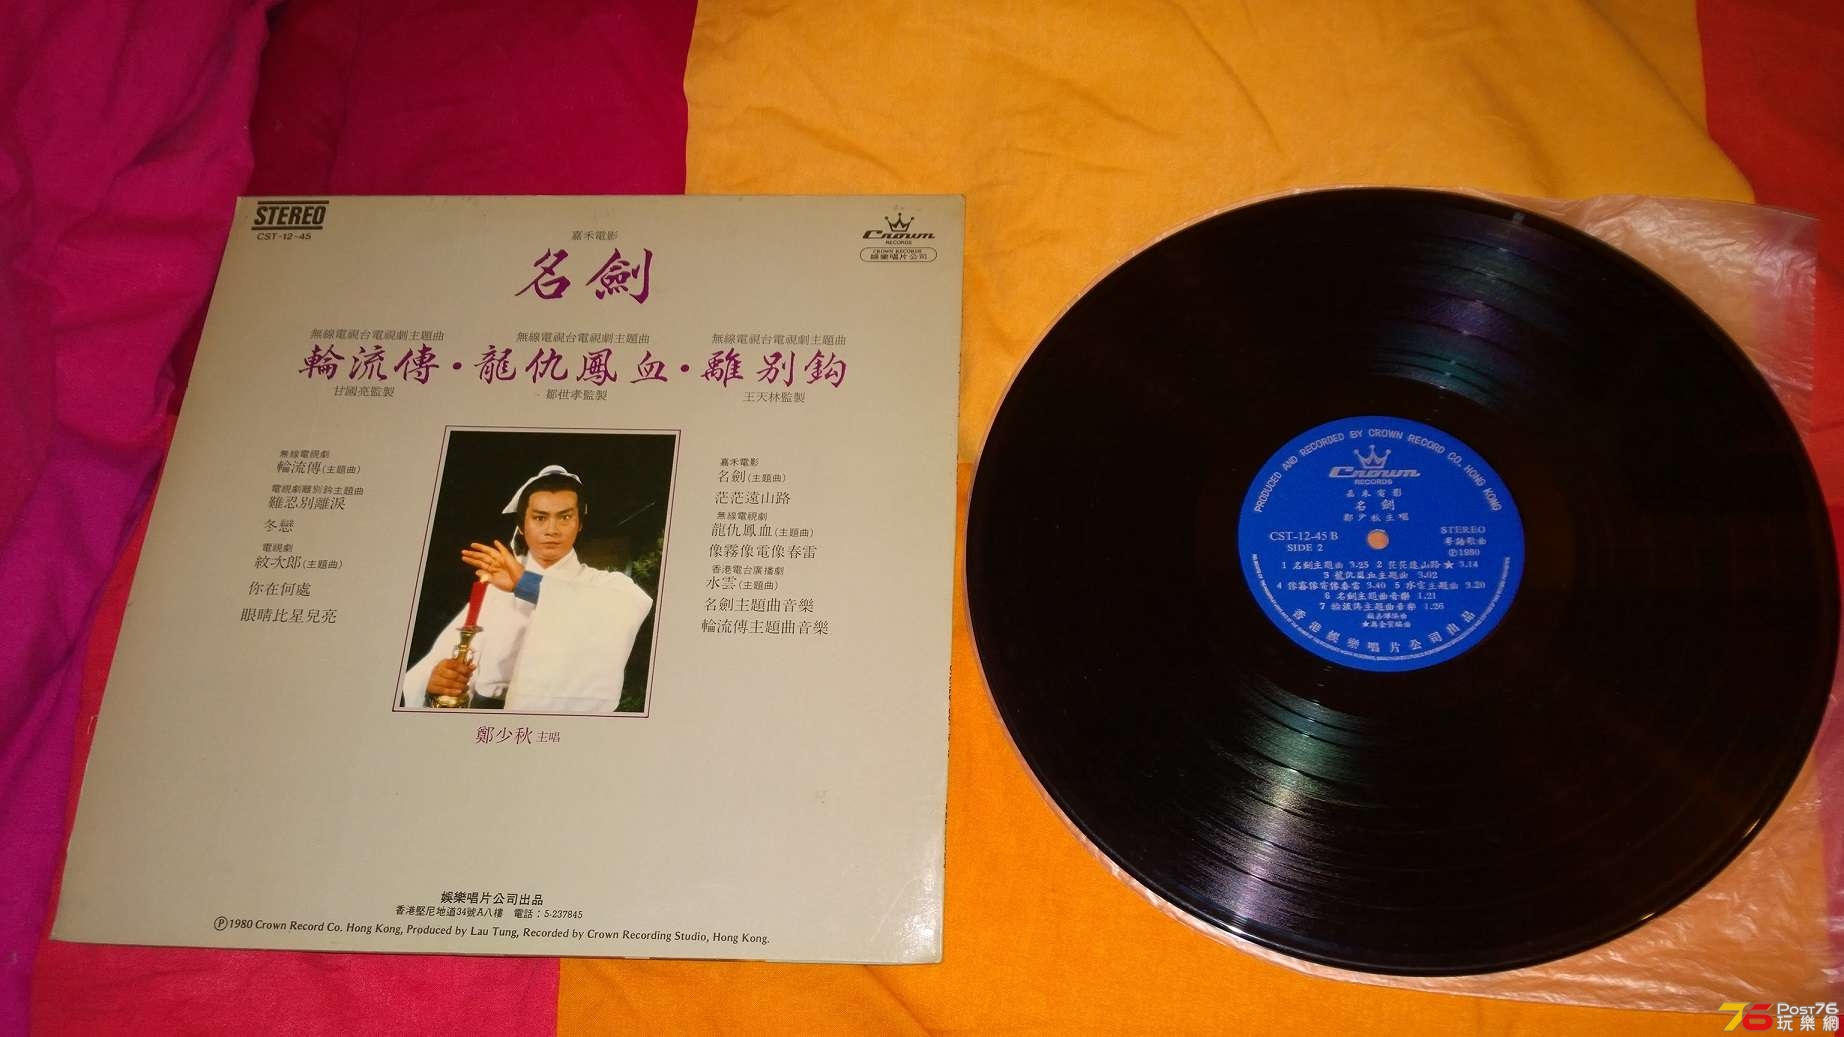 STEREO
CST-12-45
Crown
RECORDS
CROWN RECORDS
娛樂唱片公司
嘉禾電影
名劍
無線電視台電視劇主題曲
無線電視台電視劇主題曲
無線電視台電視劇主題曲
輪流傳・龍仇鳳血・離別鈎
甘國亮監製
鄒世孝監製
王天林監製
無線電視劇
輪流傳(主題曲)
電視劇離別鈎主題曲
難忍別離淚
冬戀
電視劇
紋次郎(主題曲)
你在何處
眼睛比星兒亮
嘉禾電影
名劍(主題曲)
茫茫遠山路
無線電視劇
龍仇鳳血(主題曲)
像霧像電像春雷
香港電台廣播劇
水雲(主題曲)
名劍主題曲音樂
輪流傳主題曲音樂
鄭少秋主唱
娛樂唱片公司出品
香港堅尼地道34號A八樓 電話：5-237845
Ⓟ1980 Crown Record Co. Hong Kong, Produced by Lau Tung, Recorded by Crown Recording Studio, Hong Kong.
PRODUCED AND RECORDED BY CROWN RECORD CO. HONG KONG
Crown
RECORDS
嘉禾電影
名劍
鄭少秋主唱
CST-12-45 B
SIDE 2
STEREO
粵語歌曲
Ⓟ1980
1 名劍主題曲 3.25 2 茫茫遠山路 ★ 3.14
3 龍仇鳳血主題曲 3.02
4 像霧像電像春雷 3.40 5 水雲主題曲 3.20
6 名劍主題曲音樂 1.21
7 輪流傳主題曲音樂 1.26
香港娛樂唱片公司出品
76 Post76
玩樂網